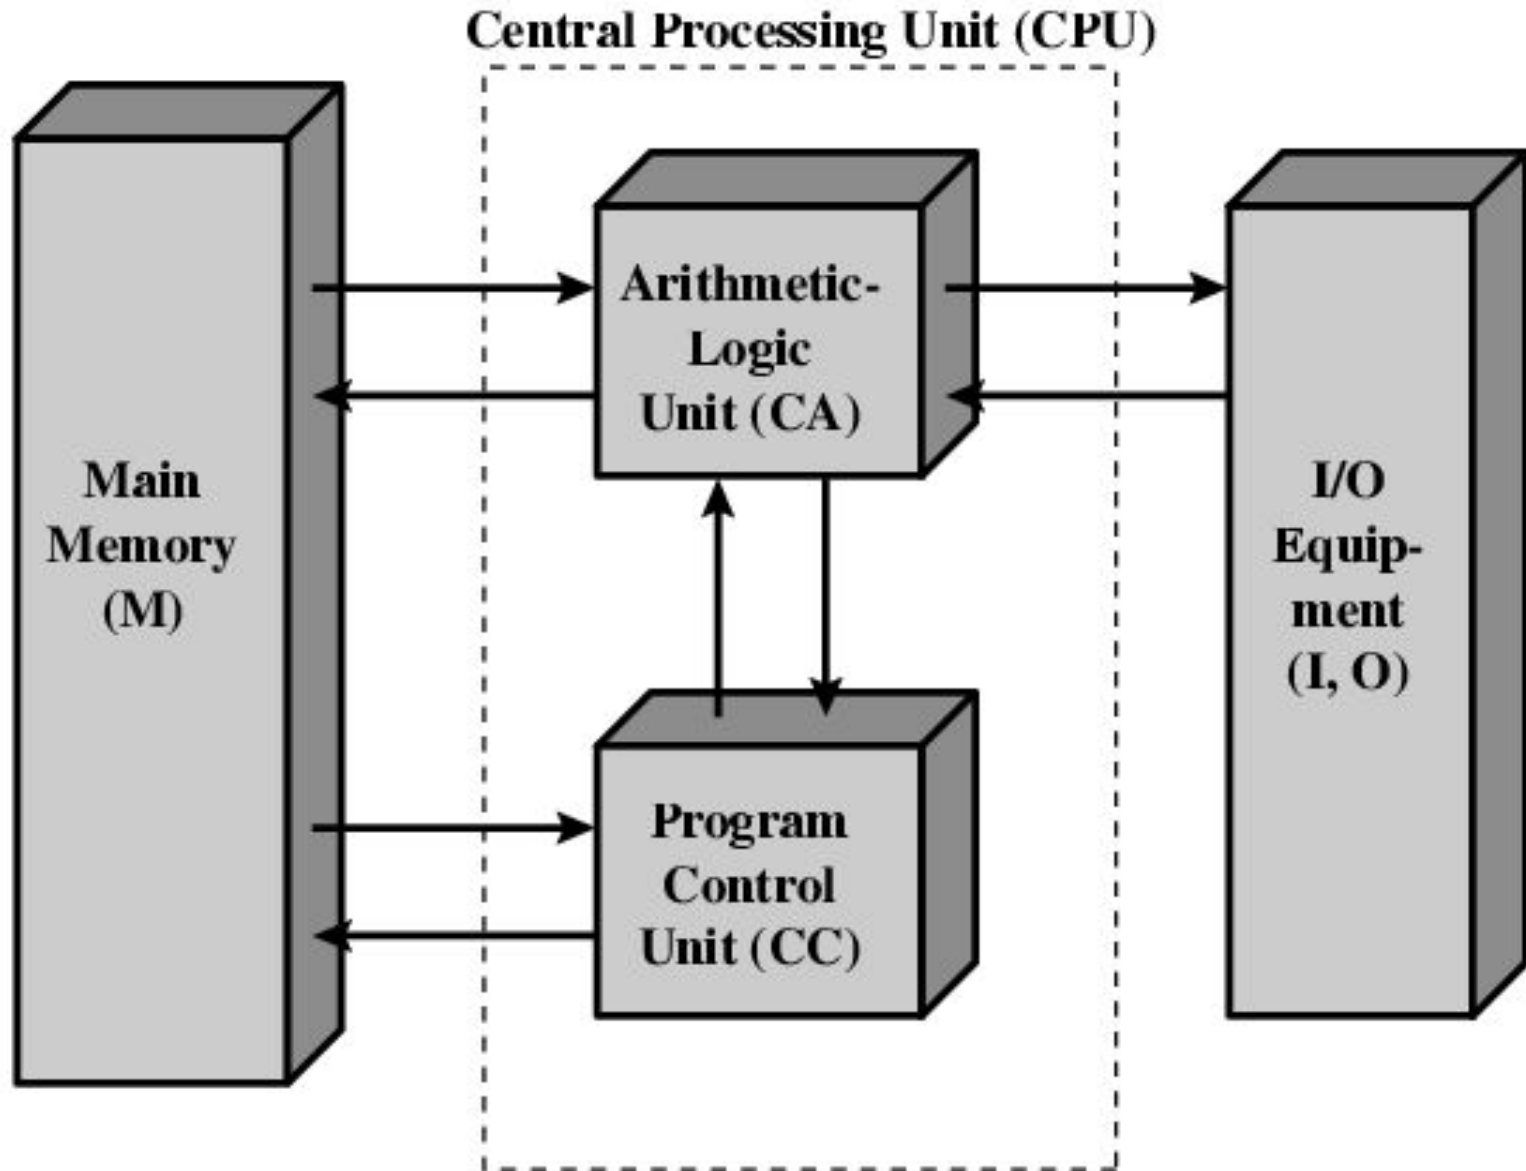 Central Processing Unit (CPU)
Arithmetic-
Logic
Unit (CA)
Main
Memory
(M)
I/O
Equip-
ment
(I, O)
Program
Control
Unit (CC)